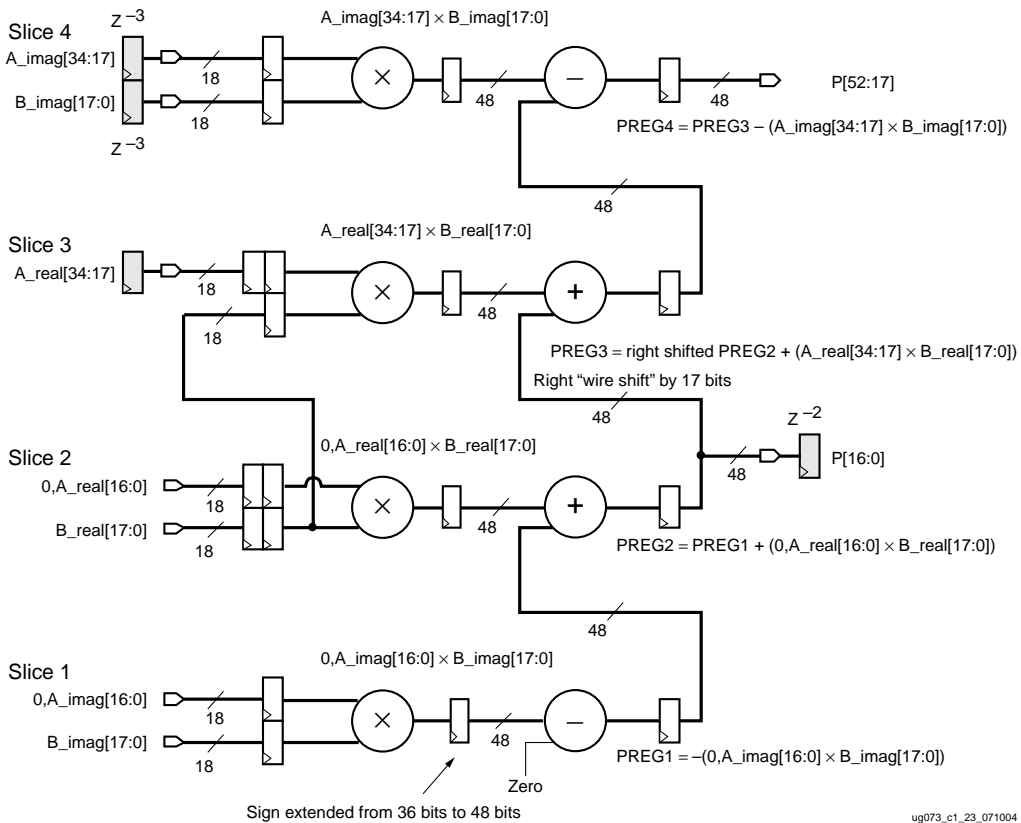 Slice 4
Z–3
A_imag[34:17] × B_imag[17:0]
A_imag[34:17]
18
×
48
–
48
P[52:17]
B_imag[17:0]
18
Z–3
PREG4 = PREG3 – (A_imag[34:17] × B_imag[17:0])
48
Slice 3
A_real[34:17] × B_real[17:0]
A_real[34:17]
18
×
48
+
18
PREG3 = right shifted PREG2 + (A_real[34:17] × B_real[17:0])
Right “wire shift” by 17 bits
48
Z–2
Slice 2
0,A_real[16:0] × B_real[17:0]
48
P[16:0]
0,A_real[16:0]
18
×
48
+
B_real[17:0]
18
PREG2 = PREG1 + (0,A_real[16:0] × B_real[17:0])
48
Slice 1
0,A_imag[16:0] × B_imag[17:0]
0,A_imag[16:0]
18
×
48
–
B_imag[17:0]
18
PREG1 = –(0,A_imag[16:0] × B_imag[17:0])
Zero
Sign extended from 36 bits to 48 bits
ug073_c1_23_071004